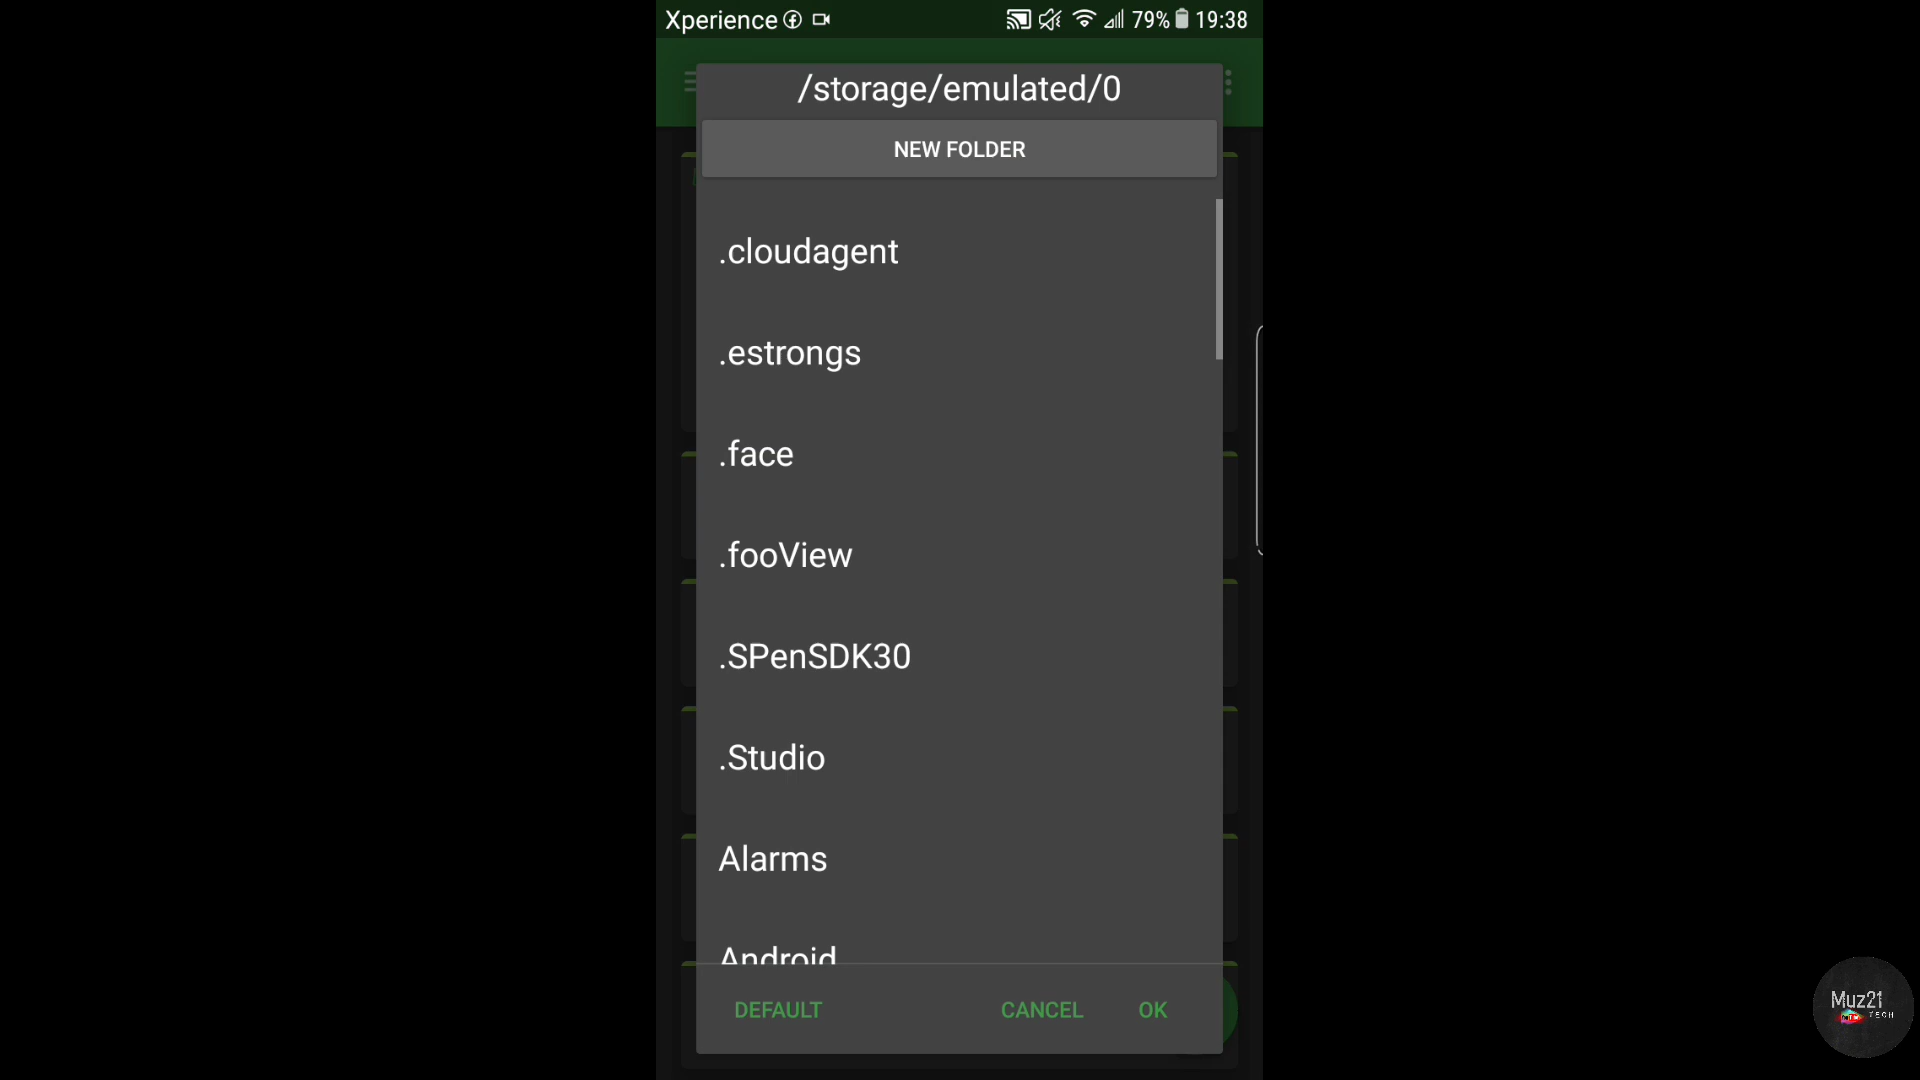 Xperience 79% 19:38
/storage/emulated/0
NEW FOLDER
.cloudagent
.estrongs
.face
.fooView
.SPenSDK30
.Studio
Alarms
Android
DEFAULT CANCEL OK
Muz21
TECH